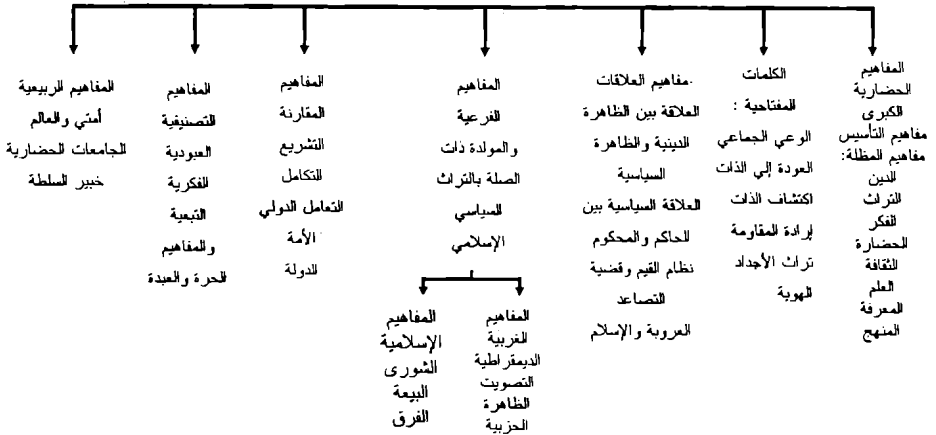 المفاهيم
الحضارية
الكبرى
مفاهيم التأسيس
مفاهيم المظلة:
الدين
التراث
الفكر
الحضارة
الثقافة
العلم
المعرفة
المنهج
الكلمات
المفتاحية :
الوعي الجماعي
العودة إلى الذات
اكتشاف الذات
إرادة المقاومة
تراث الأجداد
الهوية
مفاهيم العلاقات
العلاقة بين الظاهرة
الدينية والظاهرة
السياسية
العلاقة السياسية بين
الحاكم والمحكوم
نظام القيم وقضية
التصاعد
العروبة والإسلام
المفاهيم
الفرعية
والمولدة ذات
الصلة بالتراث
السياسي
الإسلامي
المفاهيم
الغربية
الديمقراطية
التصويت
الظاهرة
الحزبية
المفاهيم
الإسلامية
الشورى
البيعة
الفرق
المفاهيم
المقارنة
التشريع
التكامل
التعامل الدولي
الأمة
الدولة
المفاهيم
التصنيفية
العبودية
الفكرية
التبعية
والمفاهيم
الحرة والعبدة
المفاهيم الربيعية
أمتي والعالم
الجامعات الحضارية
خبير السلطة